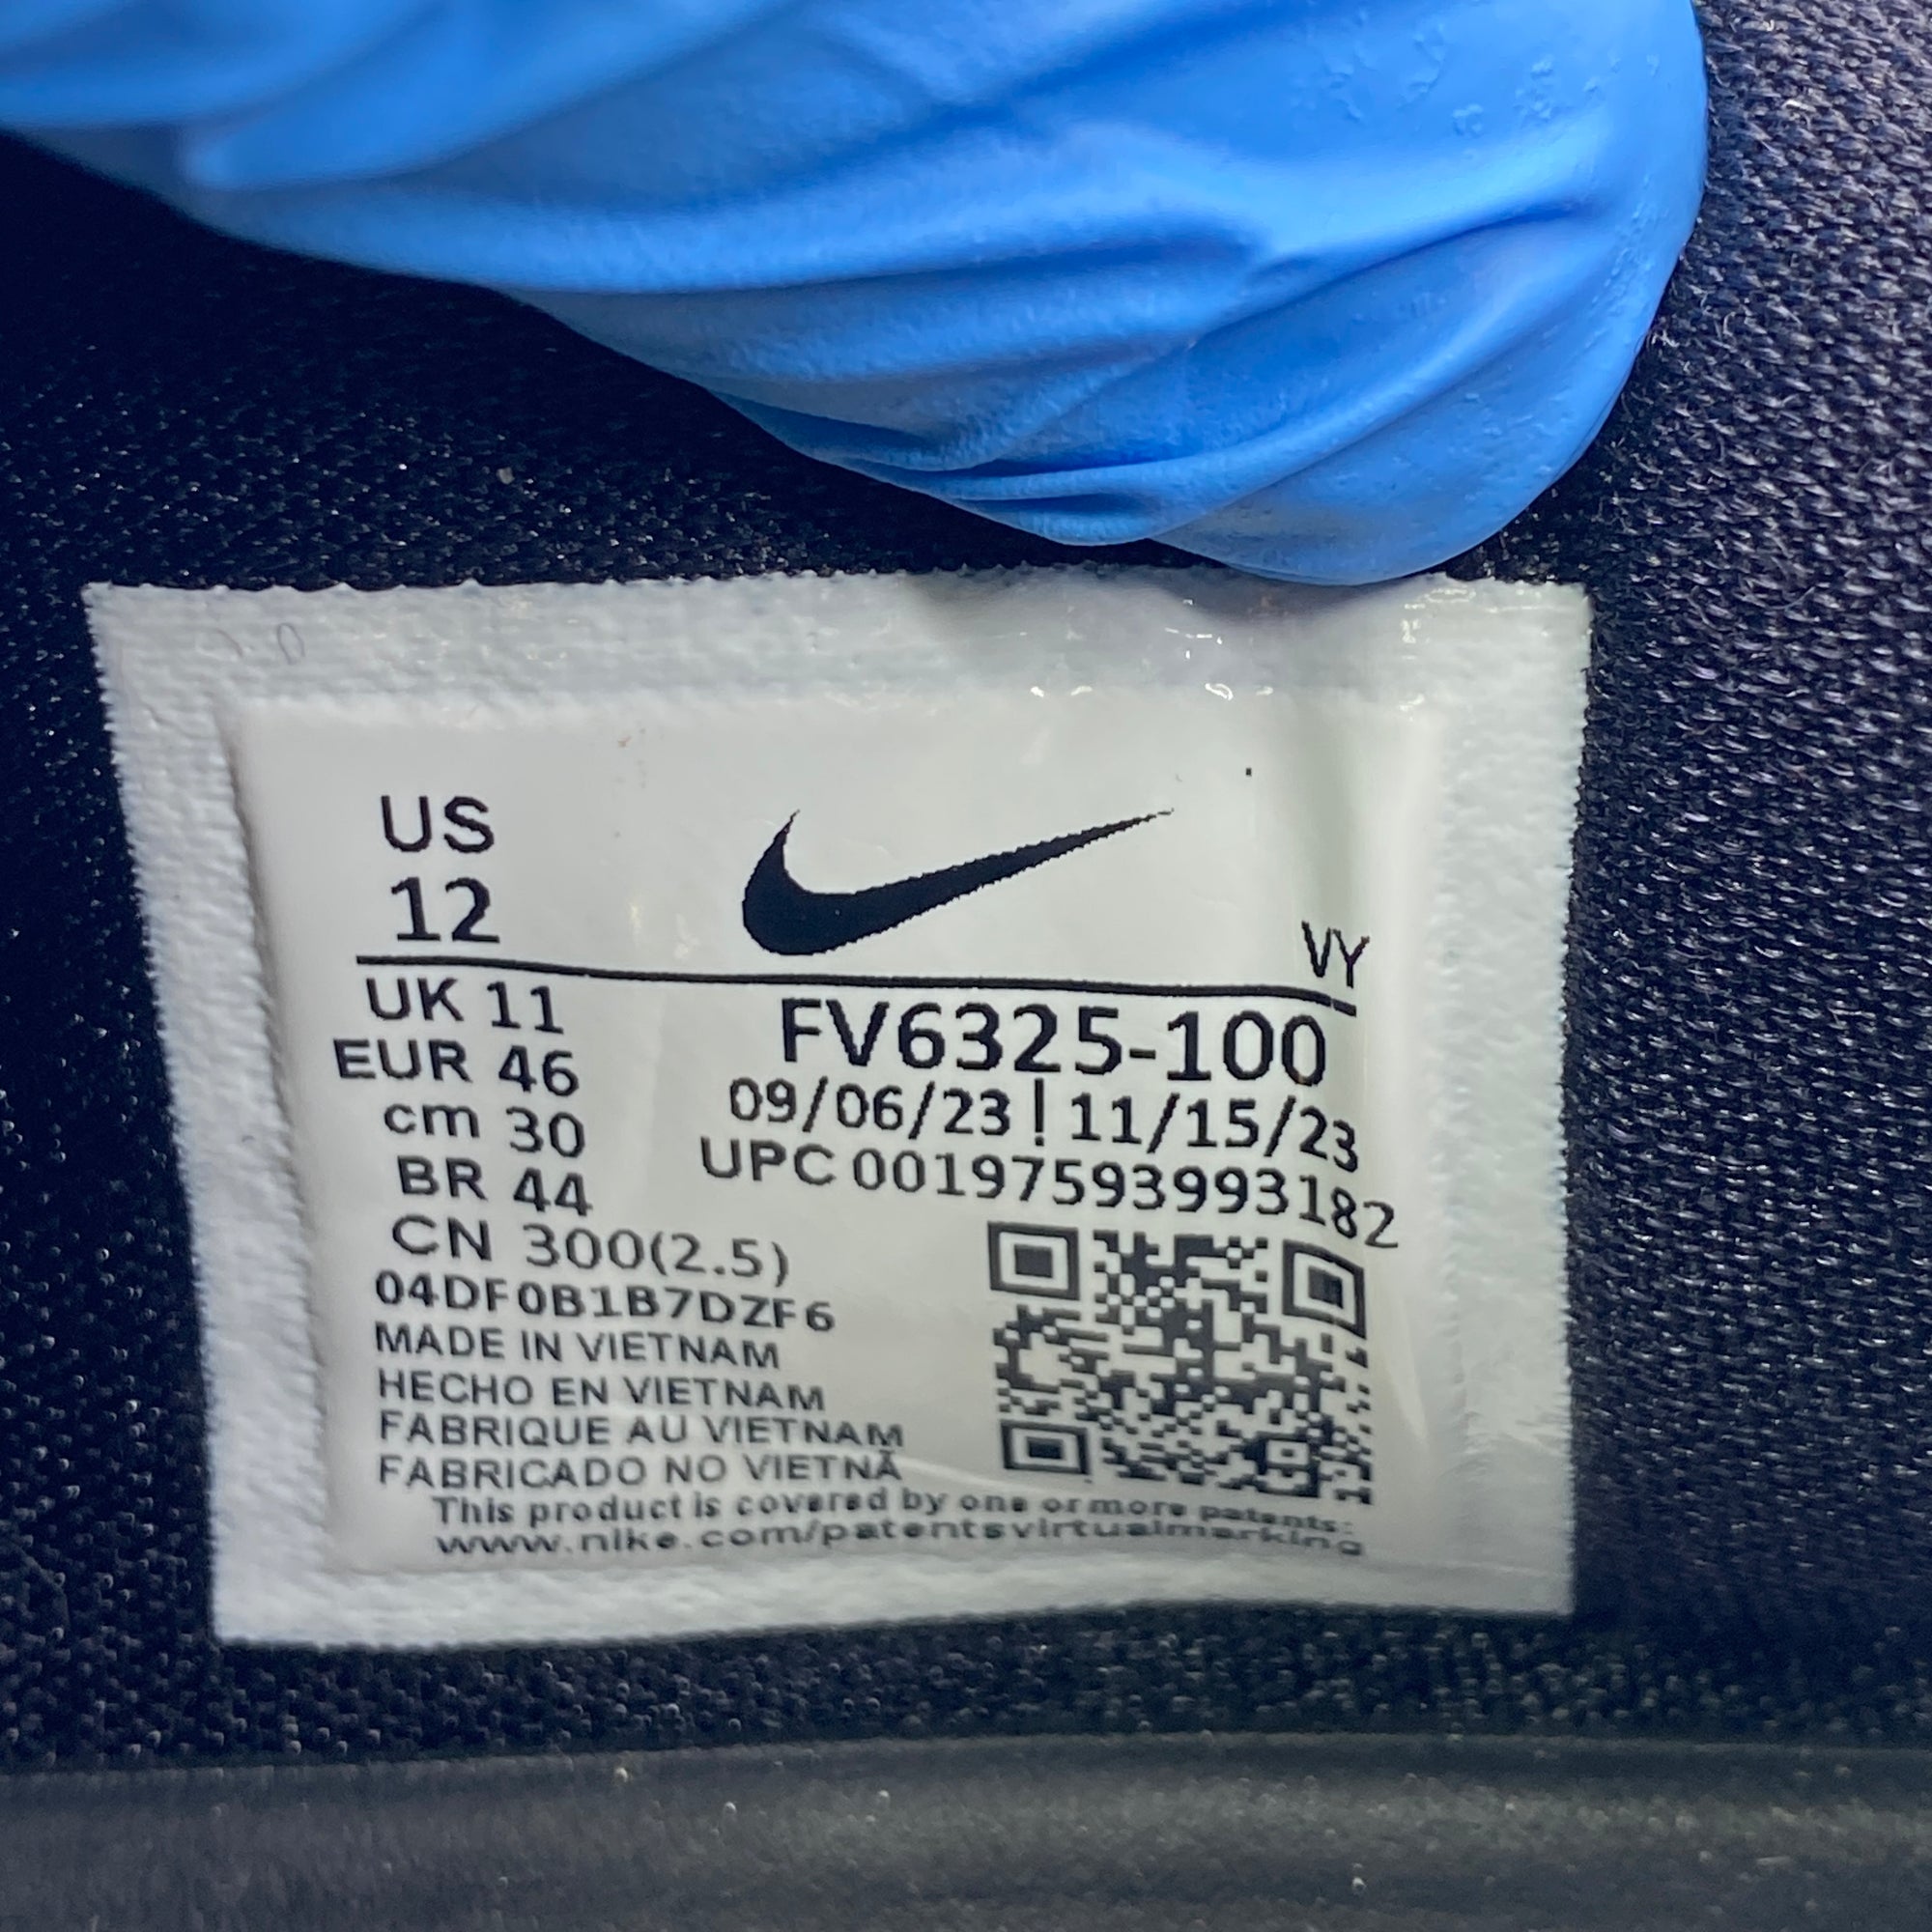 US
12
VY
UK 11
EUR 46
cm 30
BR 44
CN 300(2.5)
FV6325-100
09/06/23 | 11/15/23
UPC 00197593993182
04DF0B1B7DZF6
MADE IN VIETNAM
HECHO EN VIETNAM
FABRIQUE AU VIETNAM
FABRICADO NO VIETNÃ
This product is covered by one or more patents:
www.nike.com/patentsvirtualmarking